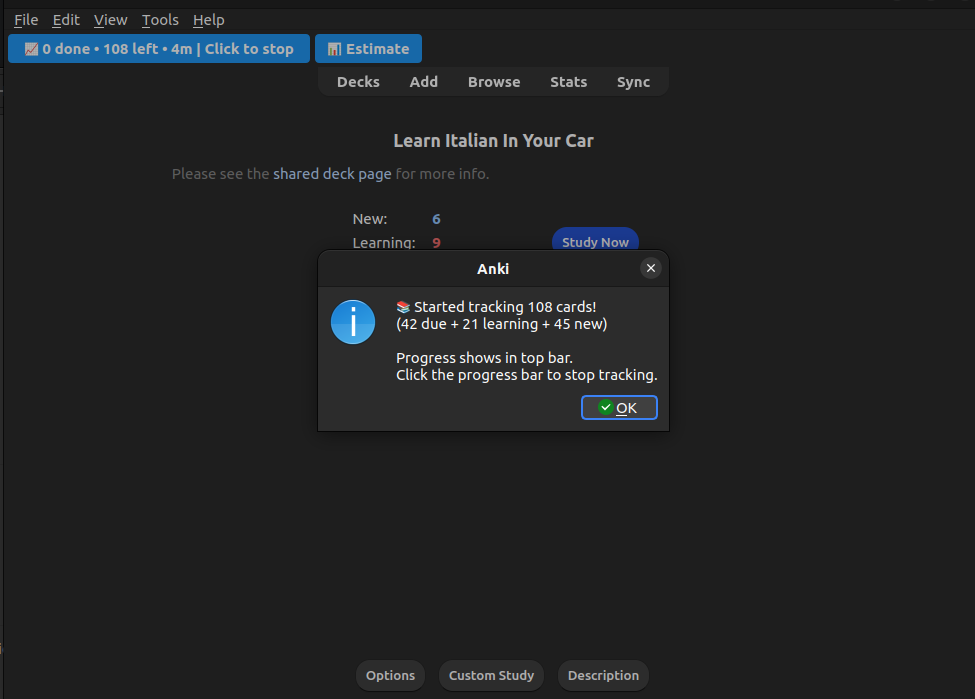 File Edit View Tools Help
📈 0 done • 108 left • 4m | Click to stop
📊 Estimate
Decks Add Browse Stats Sync
Learn Italian In Your Car
Please see the shared deck page for more info.
New: 6
Learning: 9
Study Now
Anki
📚 Started tracking 108 cards!
(42 due + 21 learning + 45 new)
Progress shows in top bar.
Click the progress bar to stop tracking.
OK
Options Custom Study Description